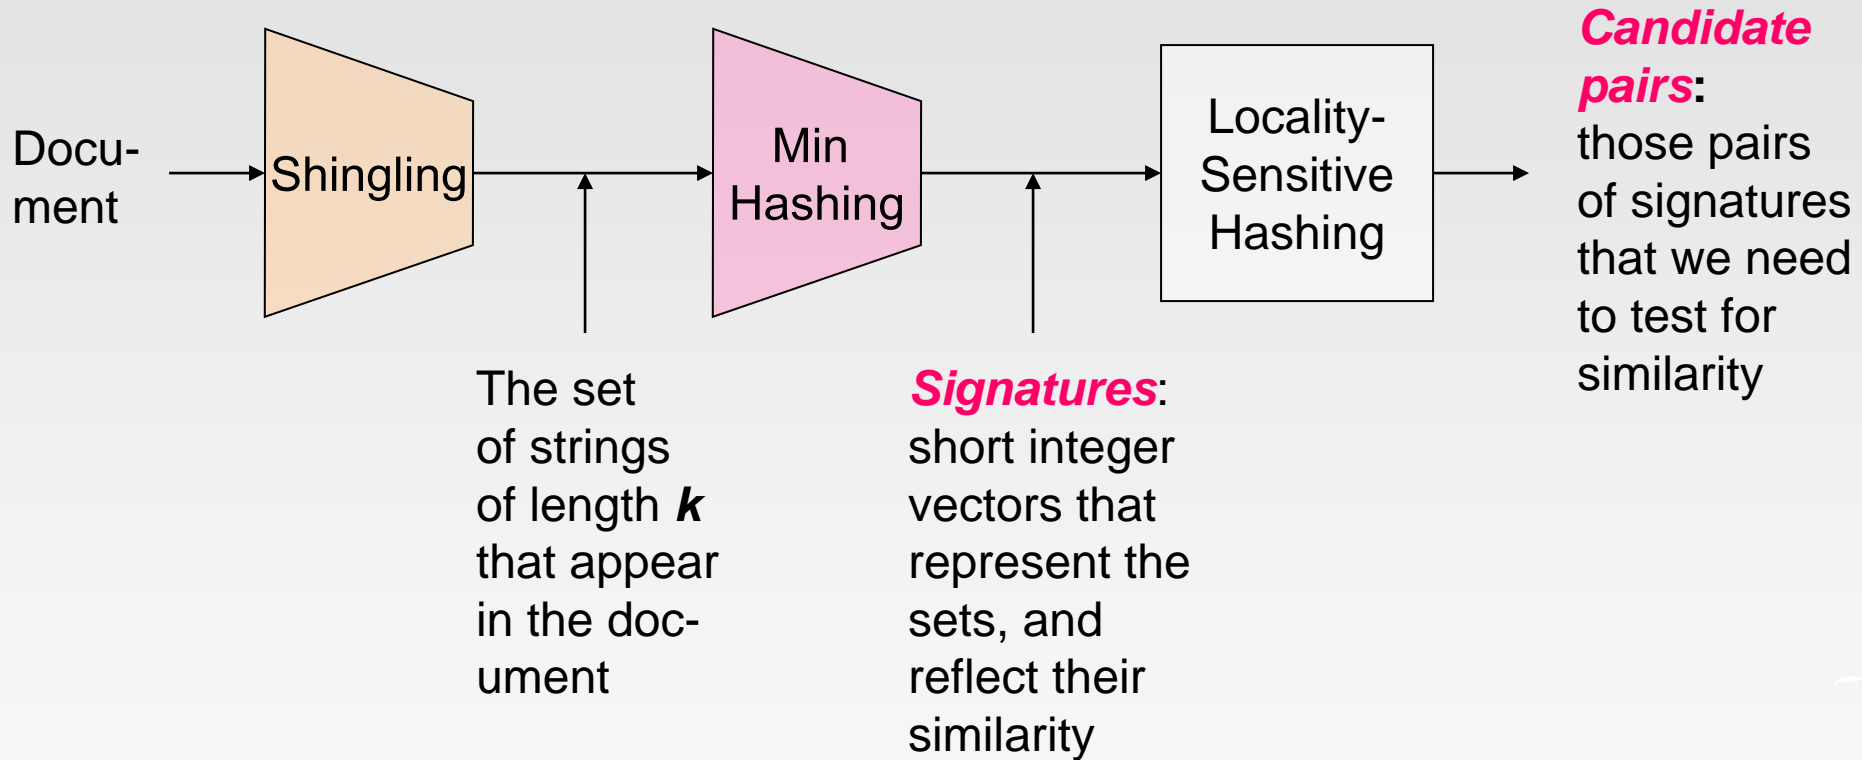 Docu-
ment
Shingling
The set
of strings
of length k
that appear
in the doc-
ument
Min
Hashing
Signatures:
short integer
vectors that
represent the
sets, and
reflect their
similarity
Locality-
Sensitive
Hashing
Candidate
pairs:
those pairs
of signatures
that we need
to test for
similarity